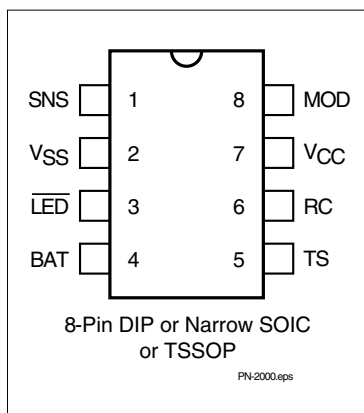 SNS 1 8 MOD
VSS 2 7 VCC
LED 3 6 RC
BAT 4 5 TS
8-Pin DIP or Narrow SOIC
or TSSOP
PN-2000.eps